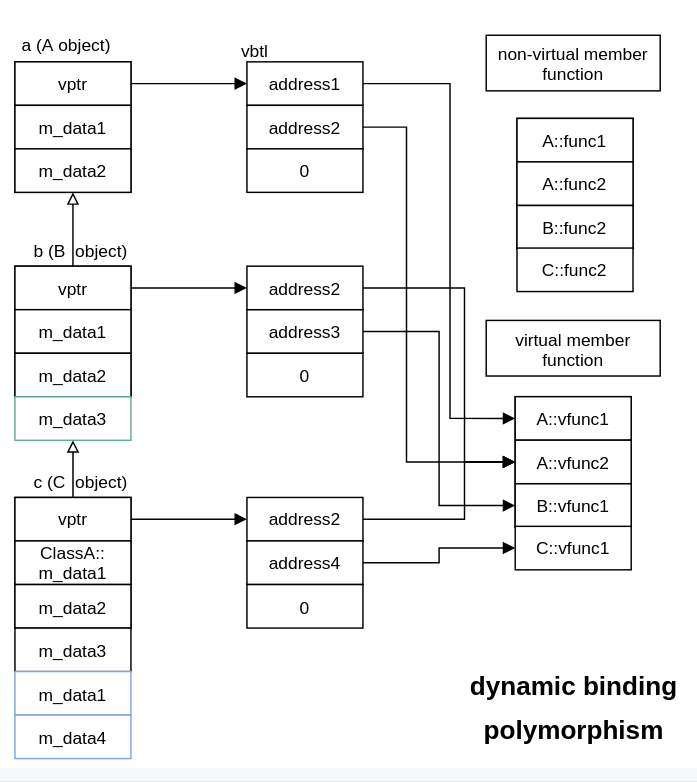 a (A object)
vptr
m_data1
m_data2
b (B object)
vptr
m_data1
m_data2
m_data3
c (C object)
vptr
ClassA::
m_data1
m_data2
m_data3
m_data1
m_data4
vbtl
address1
address2
0
address2
address3
0
address2
address4
0
non-virtual member
function
A::func1
A::func2
B::func2
C::func2
virtual member
function
A::vfunc1
A::vfunc2
B::vfunc1
C::vfunc1
dynamic binding
polymorphism